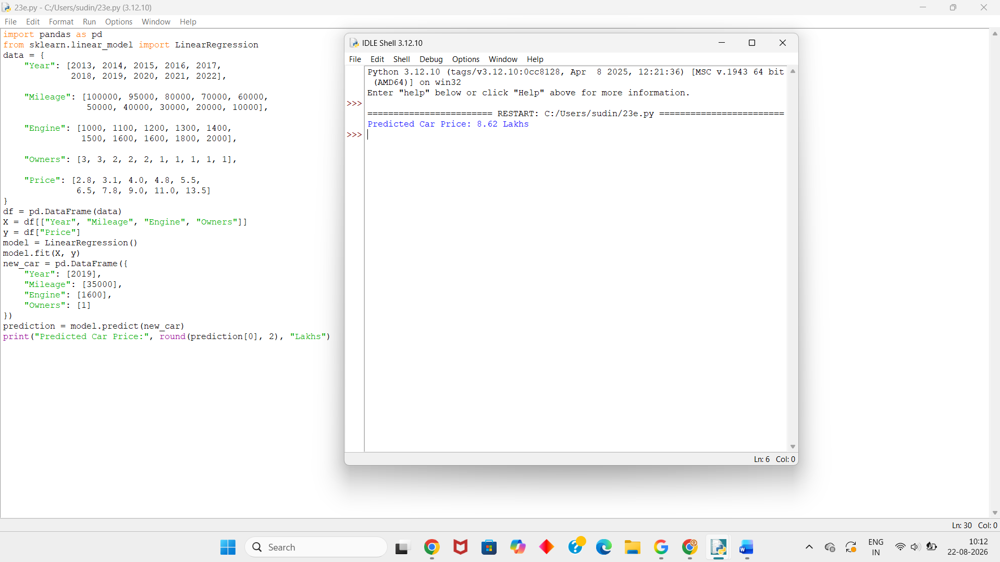 23e.py - C:/Users/sudin/23e.py (3.12.10)
File Edit Format Run Options Window Help
import pandas as pd
from sklearn.linear_model import LinearRegression
data = {
    "Year": [2013, 2014, 2015, 2016, 2017,
             2018, 2019, 2020, 2021, 2022],
    "Mileage": [100000, 95000, 80000, 70000, 60000,
                50000, 40000, 30000, 20000, 10000],
    "Engine": [1000, 1100, 1200, 1300, 1400,
               1500, 1600, 1600, 1800, 2000],
    "Owners": [3, 3, 2, 2, 2, 1, 1, 1, 1, 1],
    "Price": [2.8, 3.1, 4.0, 4.8, 5.5,
              6.5, 7.8, 9.0, 11.0, 13.5]
}
df = pd.DataFrame(data)
X = df[["Year", "Mileage", "Engine", "Owners"]]
y = df["Price"]
model = LinearRegression()
model.fit(X, y)
new_car = pd.DataFrame({
    "Year": [2019],
    "Mileage": [35000],
    "Engine": [1600],
    "Owners": [1]
})
prediction = model.predict(new_car)
print("Predicted Car Price:", round(prediction[0], 2), "Lakhs")
IDLE Shell 3.12.10
File Edit Shell Debug Options Window Help
Python 3.12.10 (tags/v3.12.10:0cc8128, Apr  8 2025, 12:21:36) [MSC v.1943 64 bit
 (AMD64)] on win32
Enter "help" below or click "Help" above for more information.
>>>
======================== RESTART: C:/Users/sudin/23e.py ========================
Predicted Car Price: 8.62 Lakhs
>>>
Ln: 6 Col: 0
Ln: 30 Col: 0
Search
W
ENG
IN
10:12
22-08-2026